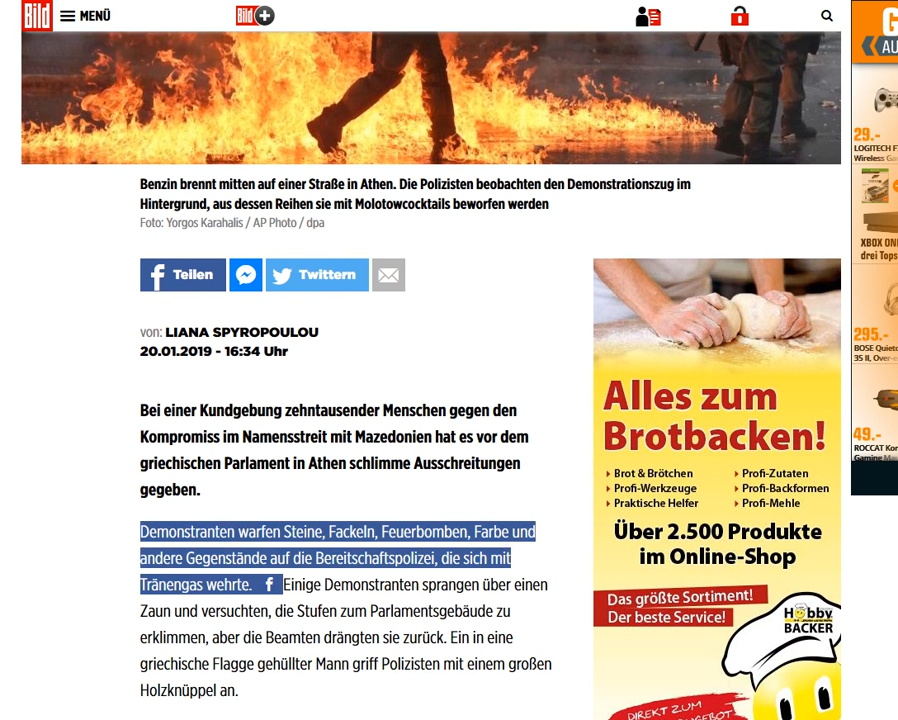 Bild
MENÜ
Bild
Benzin brennt mitten auf einer Straße in Athen. Die Polizisten beobachten den Demonstrationszug im
Hintergrund, aus dessen Reihen sie mit Molotowcocktails beworfen werden
Foto: Yorgos Karahalis / AP Photo / dpa
Teilen
Twittern
von: LIANA SPYROPOULOU
20.01.2019 - 16:34 Uhr
Bei einer Kundgebung zehntausender Menschen gegen den
Kompromiss im Namensstreit mit Mazedonien hat es vor dem
griechischen Parlament in Athen schlimme Ausschreitungen
gegeben.
Demonstranten warfen Steine, Fackeln, Feuerbomben, Farbe und
andere Gegenstände auf die Bereitschaftspolizei, die sich mit
Tränengas wehrte. Einige Demonstranten sprangen über einen
Zaun und versuchten, die Stufen zum Parlamentsgebäude zu
erklimmen, aber die Beamten drängten sie zurück. Ein in eine
griechische Flagge gehüllter Mann griff Polizisten mit einem großen
Holzknüppel an.
Alles zum
Brotbacken!
Brot & Brötchen
Profi-Werkzeuge
Praktische Helfer
Profi-Zutaten
Profi-Backformen
Profi-Mehle
Über 2.500 Produkte
im Online-Shop
Das größte Sortiment!
Der beste Service!
Hobby
BÄCKER
DIREKT ZUM
29.-
LOGITECH
Wireless
XBOX
drei Tops
295.-
BOSE
35 II,
49.-
ROCCAT
Gaming